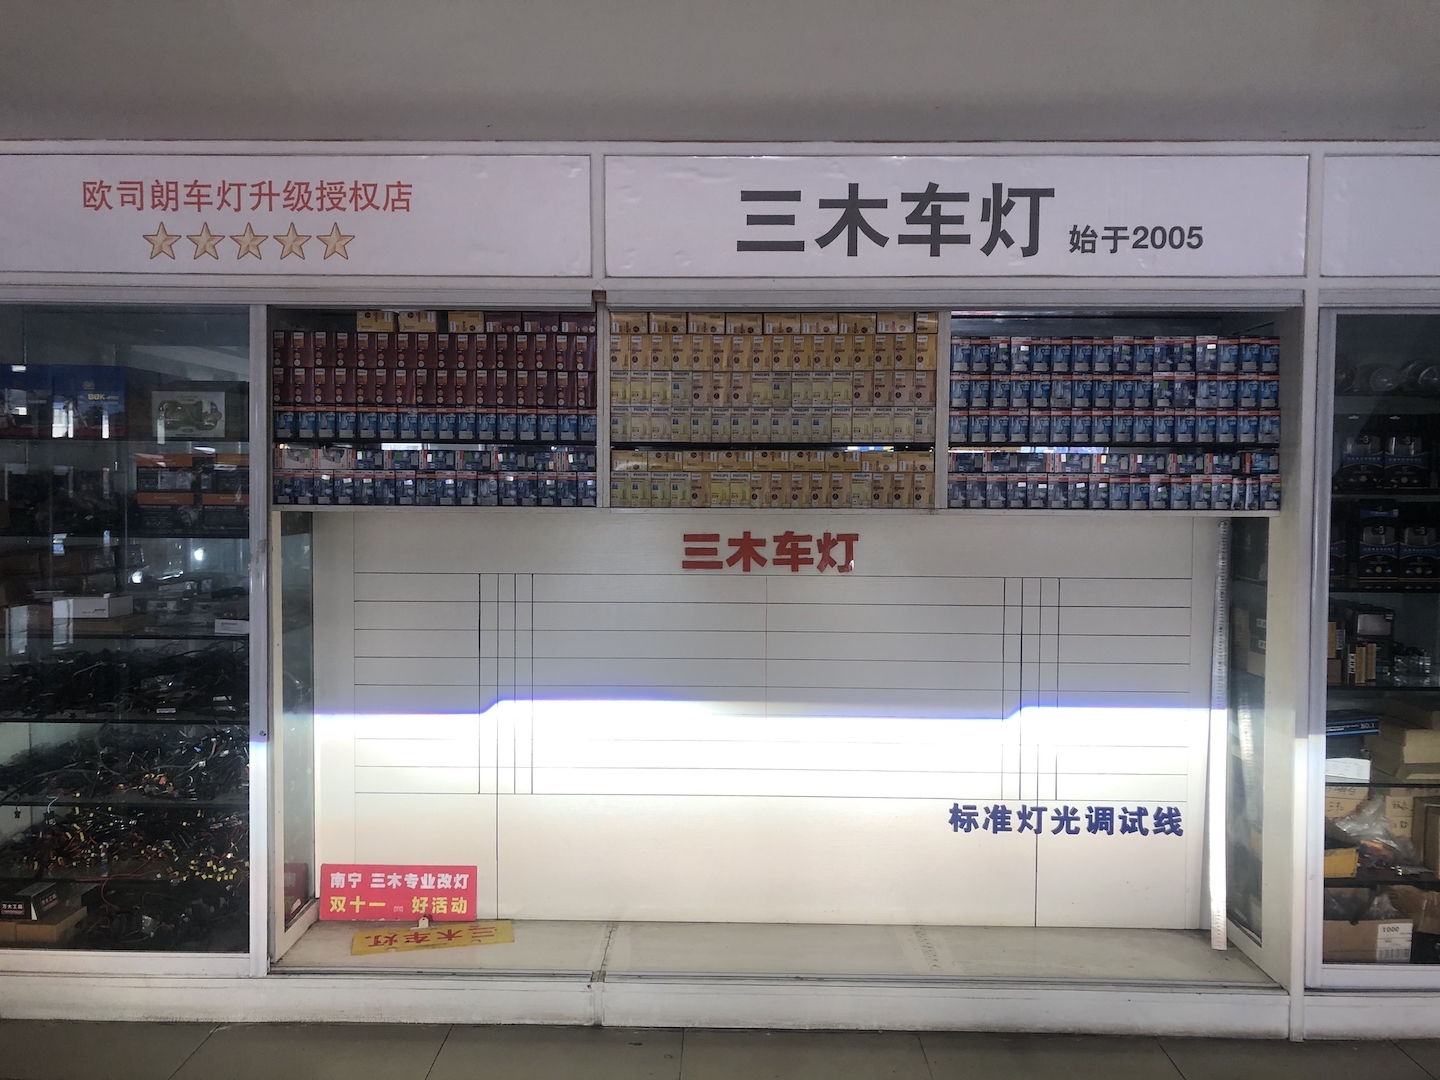 欧司朗车灯升级授权店
三木车灯 始于2005
三木车灯
标准灯光调试线
南宁 三木专业改灯
双十一 好活动
三木车灯